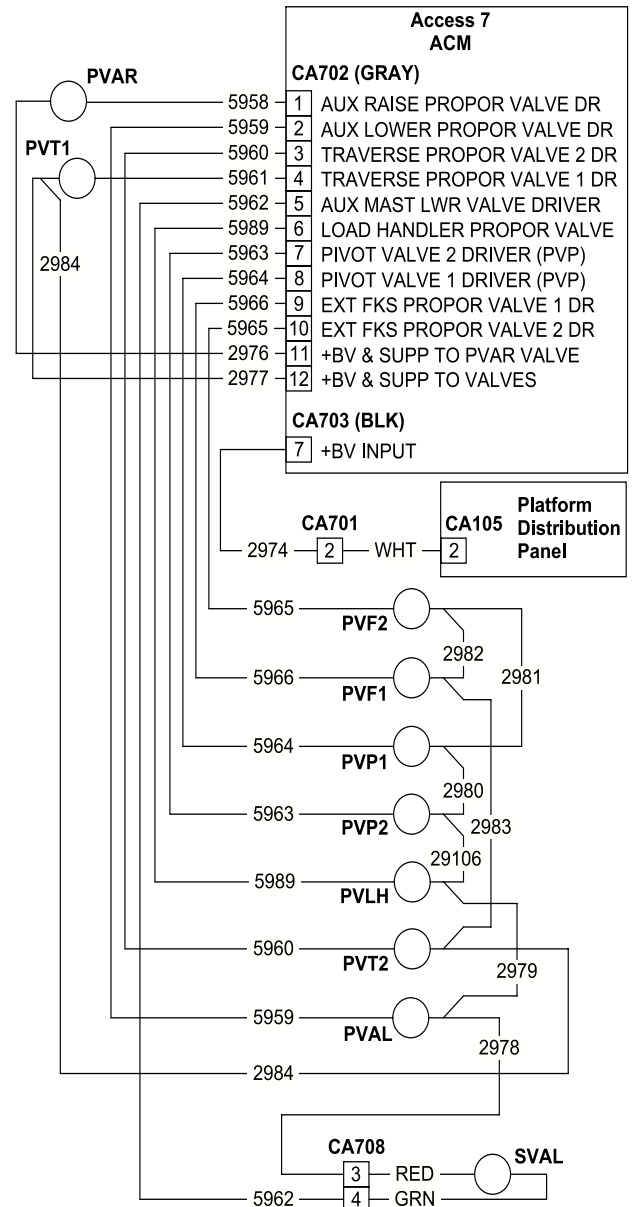 Access 7
ACM
CA702 (GRAY)
PVAR
5958 1 AUX RAISE PROPOR VALVE DR
5959 2 AUX LOWER PROPOR VALVE DR
PVT1
5960 3 TRAVERSE PROPOR VALVE 2 DR
5961 4 TRAVERSE PROPOR VALVE 1 DR
5962 5 AUX MAST LWR VALVE DRIVER
5989 6 LOAD HANDLER PROPOR VALVE
5963 7 PIVOT VALVE 2 DRIVER (PVP)
2984
5964 8 PIVOT VALVE 1 DRIVER (PVP)
5966 9 EXT FKS PROPOR VALVE 1 DR
5965 10 EXT FKS PROPOR VALVE 2 DR
2976 11 +BV & SUPP TO PVAR VALVE
2977 12 +BV & SUPP TO VALVES
CA703 (BLK)
7 +BV INPUT
Platform
Distribution
Panel
CA701 CA105
2974 2 WHT 2
5965 PVF2
2982
5966 PVF1 2981
5964 PVP1
2980
5963 PVP2 2983
29106
5989 PVLH
5960 PVT2
2979
5959 PVAL
2978
2984
CA708 SVAL
3 RED
5962 4 GRN